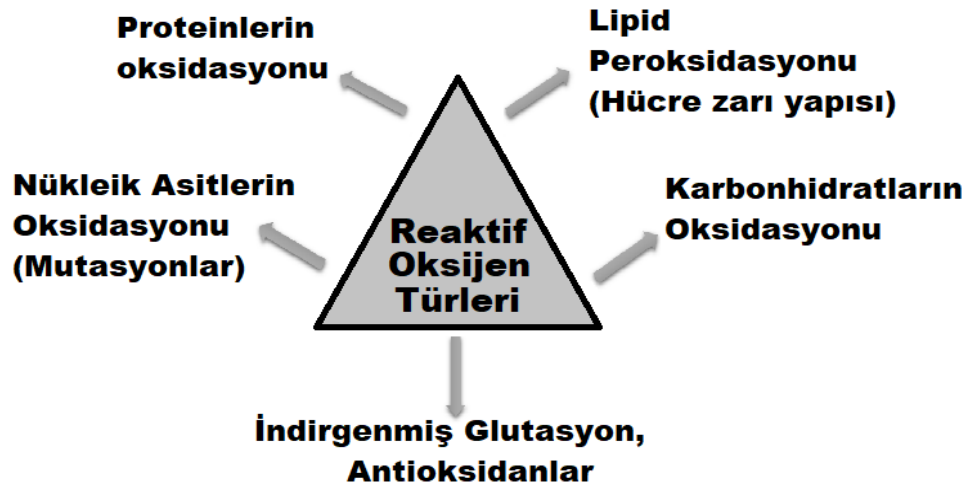 Proteinlerin
oksidasyonu
Lipid
Peroksidasyonu
(Hücre zarı yapısı)
Nükleik Asitlerin
Oksidasyonu
(Mutasyonlar)
Karbonhidratların
Oksidasyonu
Reaktif
Oksijen
Türleri
İndirgenmiş Glutasyon,
Antioksidanlar